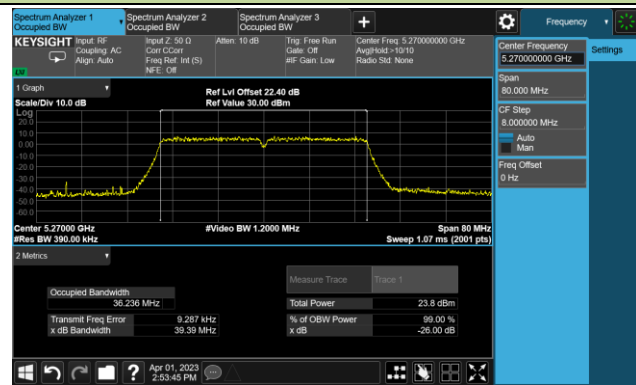 Spectrum Analyzer 1
Occupied BW
Spectrum Analyzer 2
Occupied BW
Spectrum Analyzer 3
Occupied BW
+
Frequency
KEYSIGHT
Input: RF
Coupling: AC
Align: Auto
Input Z: 50 Ω
Corr CCorr
Freq Ref: Int (S)
NFE: Off
Atten: 10 dB
Trig: Free Run
Gate: Off
#IF Gain: Low
Center Freq: 5.270000000 GHz
Avg|Hold:>10/10
Radio Std: None
Center Frequency
5.270000000 GHz
Settings
Span
80.000 MHz
CF Step
8.000000 MHz
Auto
Man
Freq Offset
0 Hz
1 Graph
Scale/Div 10.0 dB
Ref Lvl Offset 22.40 dB
Ref Value 30.00 dBm
Log
20.0
10.0
0.00
-10.0
-20.0
-30.0
-40.0
-50.0
-60.0
Center 5.27000 GHz
#Res BW 390.00 kHz
#Video BW 1.2000 MHz
Span 80 MHz
Sweep 1.07 ms (2001 pts)
2 Metrics
Measure Trace
Trace 1
Occupied Bandwidth
36.236 MHz
Total Power
23.8 dBm
Transmit Freq Error
9.287 kHz
% of OBW Power
99.00 %
x dB Bandwidth
39.39 MHz
x dB
-26.00 dB
?
Apr 01, 2023
2:53:45 PM